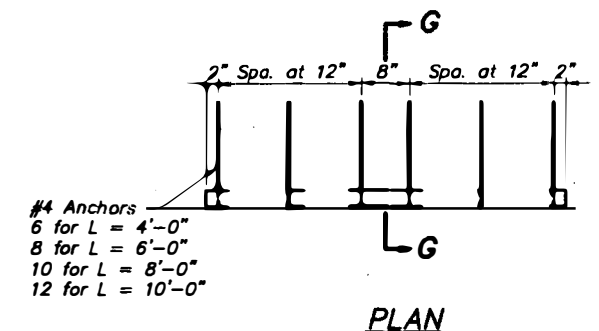 G
2" Spa. at 12" 8" Spa. at 12" 2"
#4 Anchors
6 for L = 4'-0"
8 for L = 6'-0"
10 for L = 8'-0"
12 for L = 10'-0"
G
PLAN